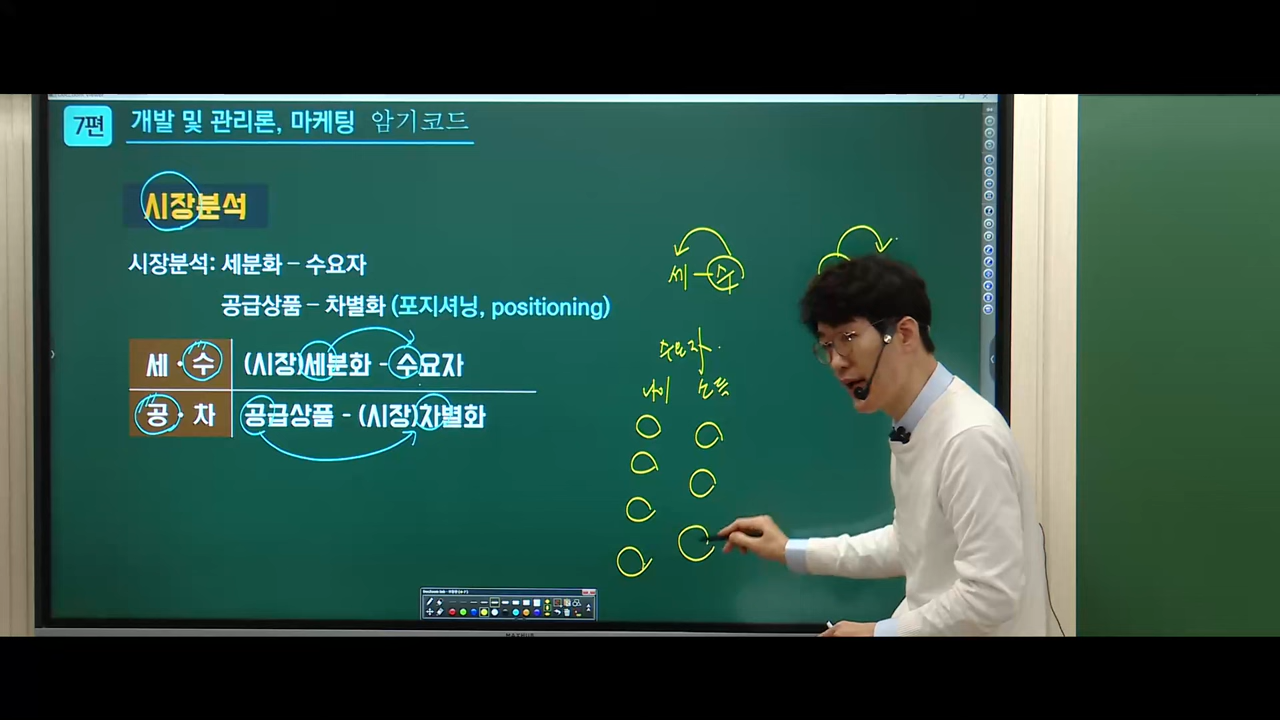 7편 개발 및 관리론, 마케팅 암기코드
시장분석
시장분석: 세분화 - 수요자
공급상품 - 차별화 (포지셔닝, positioning)
세·수 (시장)세분화 - 수요자
공·차 공급상품 - (시장)차별화
세 - 수
수요자
나이 소득